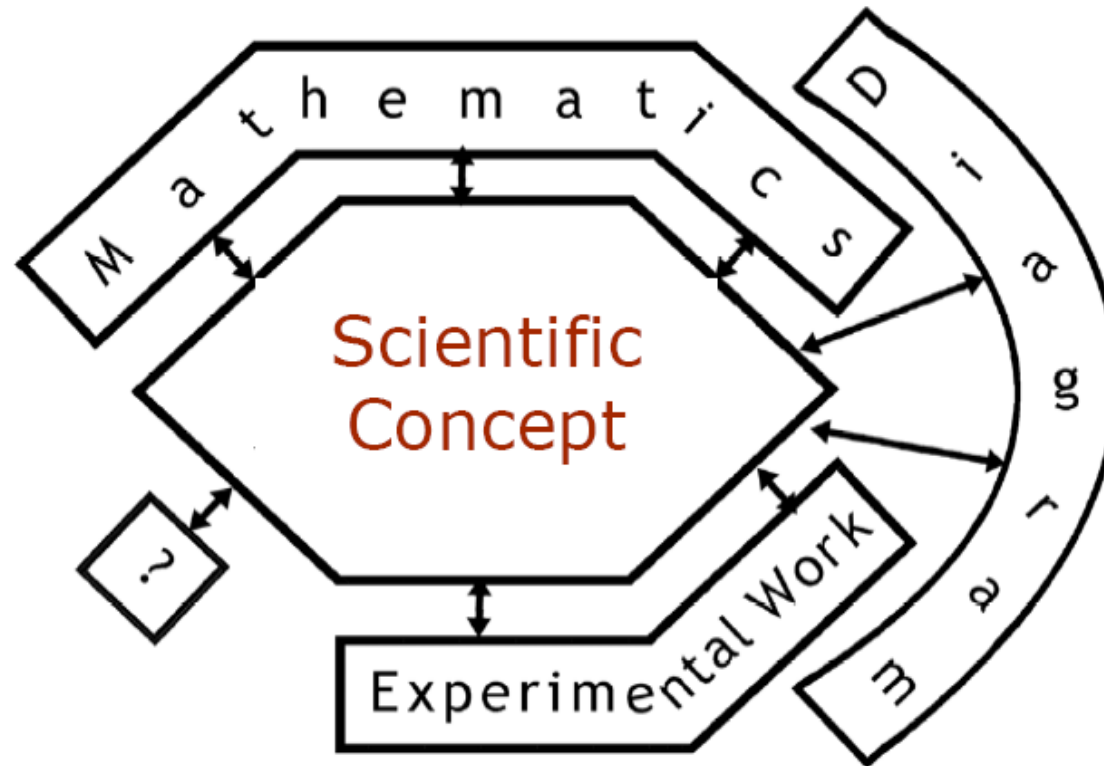 Mathematics
Diagram
Scientific
Concept
?
Experimental Work